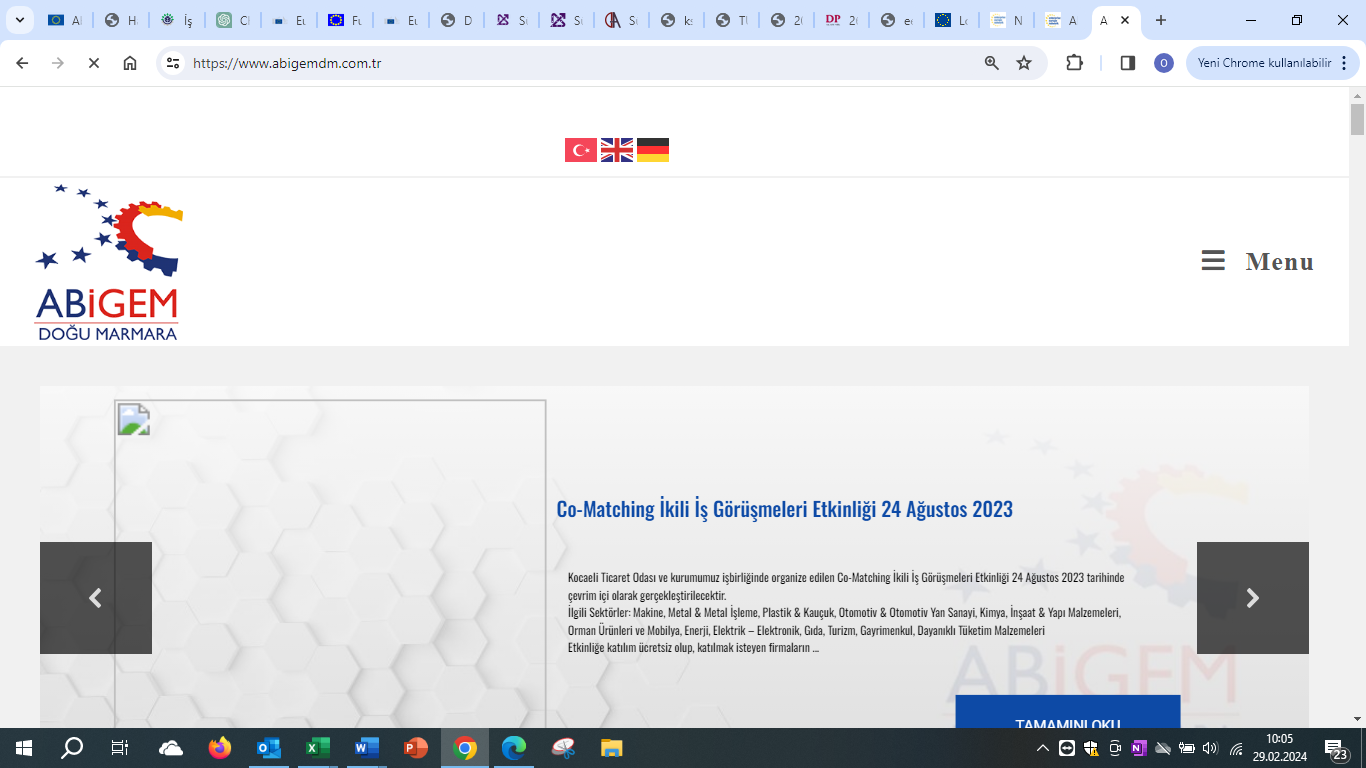 https://www.abigemdm.com.tr
Yeni Chrome kullanılabilir
Menu
ABiGEM
DOĞU MARMARA
Co-Matching İkili İş Görüşmeleri Etkinliği 24 Ağustos 2023
Kocaeli Ticaret Odası ve kurumumuz işbirliğinde organize edilen Co-Matching İkili İş Görüşmeleri Etkinliği 24 Ağustos 2023 tarihinde
çevrim içi olarak gerçekleştirilecektir.
İlgili Sektörler: Makine, Metal & Metal İşleme, Plastik & Kauçuk, Otomotiv & Otomotiv Yan Sanayi, Kimya, İnşaat & Yapı Malzemeleri,
Orman Ürünleri ve Mobilya, Enerji, Elektrik – Elektronik, Gıda, Turizm, Gayrimenkul, Dayanıklı Tüketim Malzemeleri
Etkinliğe katılım ücretsiz olup, katılmak isteyen firmaların ...
ABiGEM
TAMAMINI OKU
10:05
29.02.2024
23